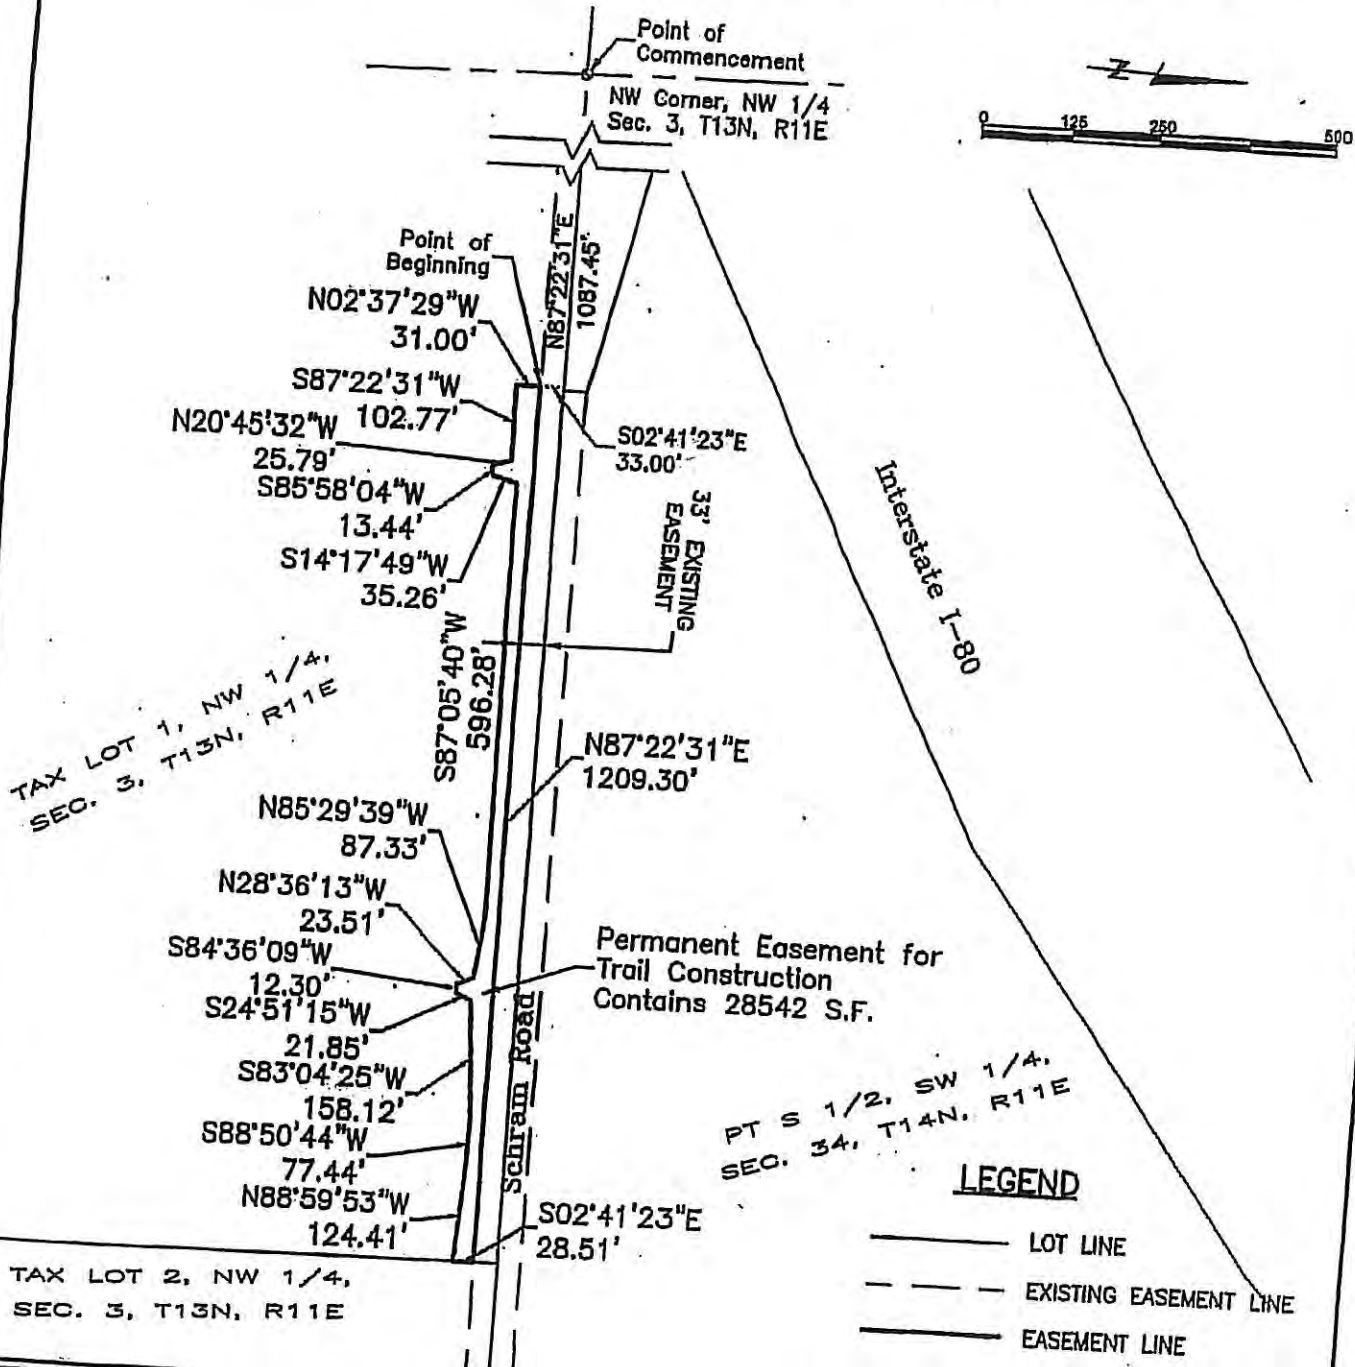 Point of
Commencement
NW Corner, NW 1/4
Sec. 3, T13N, R11E
Z
0 125 250 500
Point of
Beginning
N87°22'31"E
1087.45'
N02°37'29"W
31.00'
S87°22'31"W
102.77'
N20°45'32"W
25.79'
S85°58'04"W
13.44'
S14°17'49"W
35.26'
S02°41'23"E
33.00'
33' EXISTING
EASEMENT
Interstate I-80
S87°05'40"W
596.28'
TAX LOT 1, NW 1/4,
SEC. 3, T13N, R11E
N87°22'31"E
1209.30'
N85°29'39"W
87.33'
N28°36'13"W
23.51'
S84°36'09"W
12.30'
S24°51'15"W
21.85'
S83°04'25"W
158.12'
S88°50'44"W
77.44'
N88°59'53"W
124.41'
Permanent Easement for
Trail Construction
Contains 28542 S.F.
Schram Road
PT S 1/2, SW 1/4,
SEC. 34, T14N, R11E
S02°41'23"E
28.51'
TAX LOT 2, NW 1/4,
SEC. 3, T13N, R11E
LEGEND
LOT LINE
EXISTING EASEMENT LINE
EASEMENT LINE